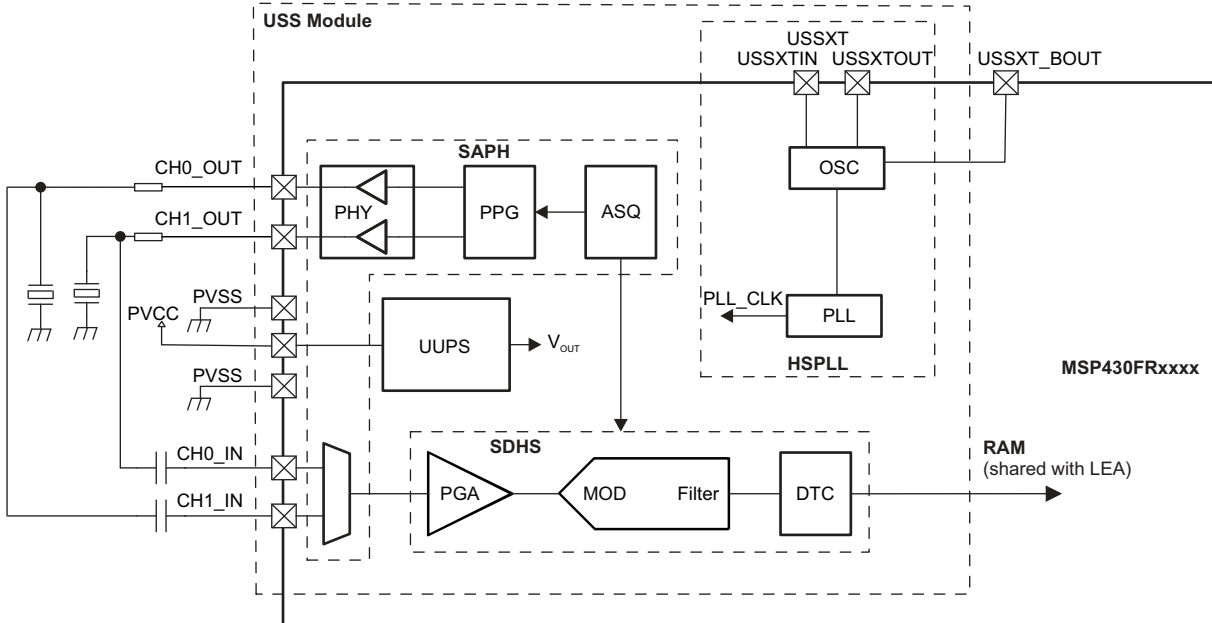 USS Module
USSXT
USSXTIN
USSXTOUT
USSXT_BOUT
SAPH
CH0_OUT
PHY
PPG
ASQ
OSC
CH1_OUT
PVSS
PVCC
UUPS
VOUT
PLL_CLK
PLL
HSPLL
PVSS
MSP430FRxxxx
SDHS
RAM
(shared with LEA)
CH0_IN
CH1_IN
PGA
MOD
Filter
DTC